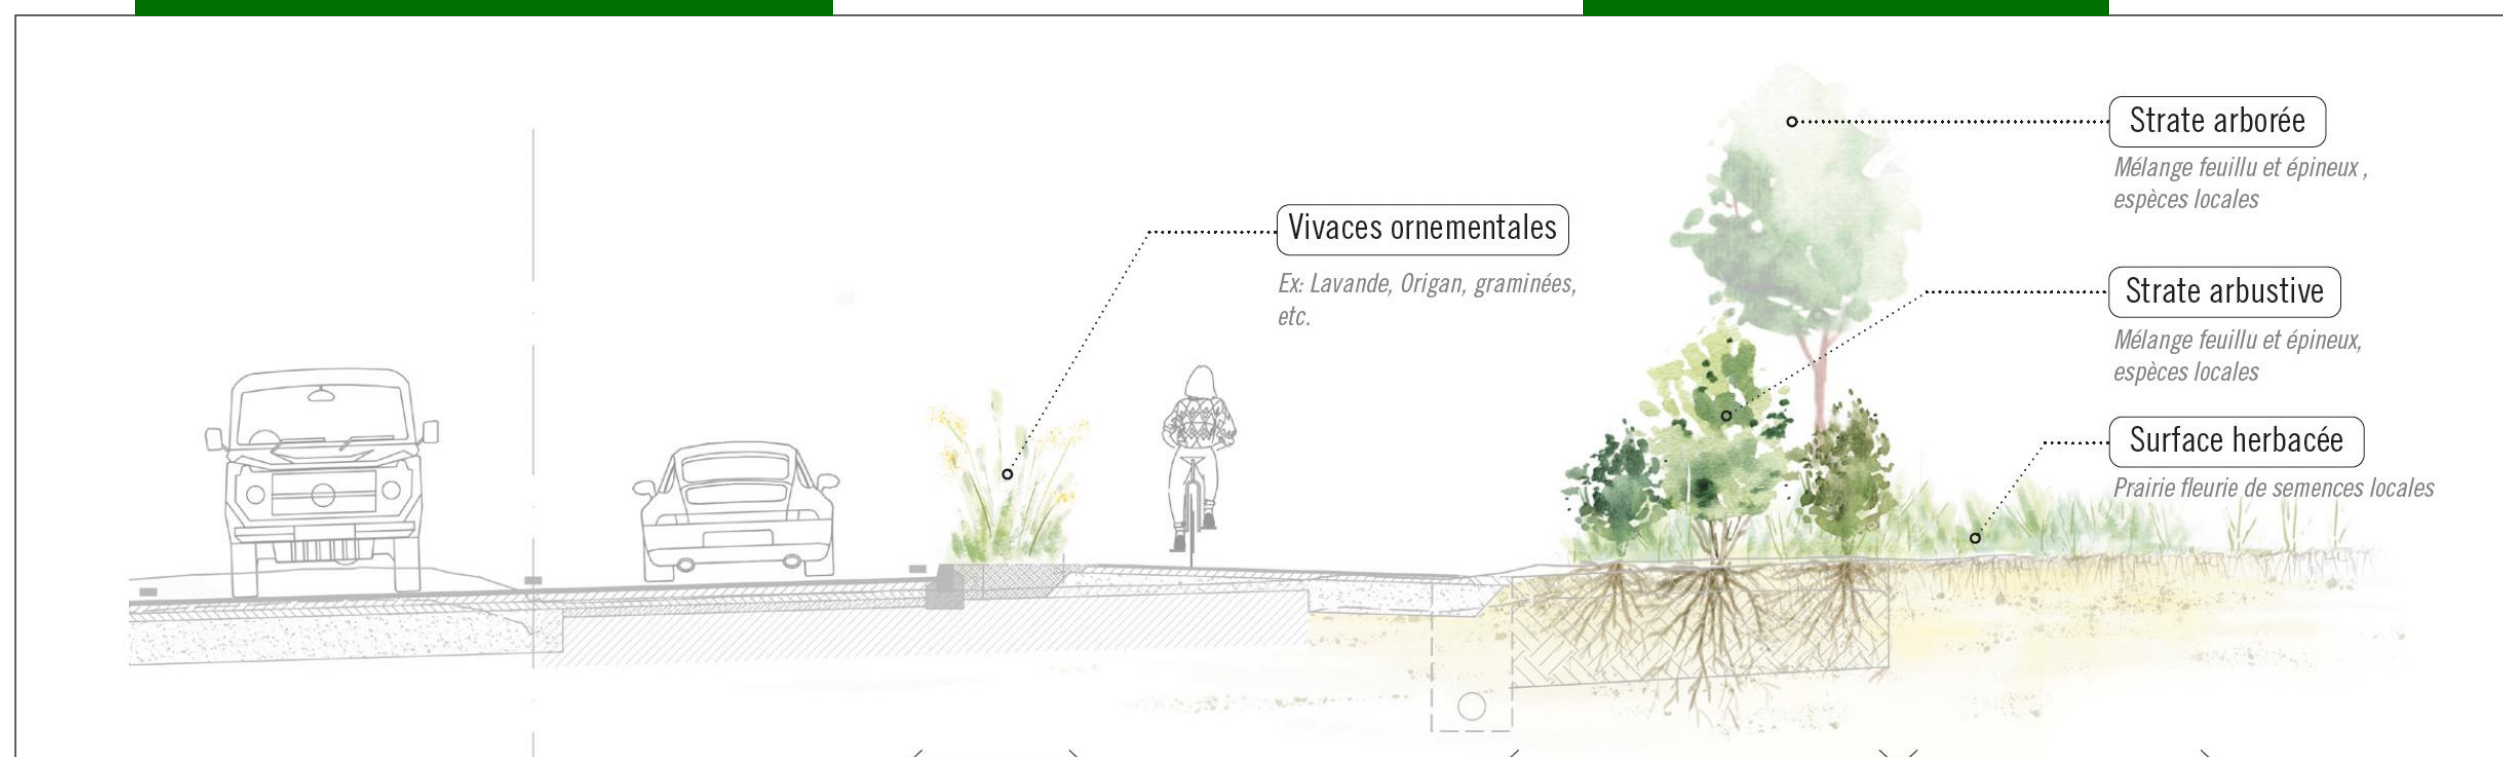 Strate arborée
Mélange feuillu et épineux ,
espèces locales
Vivaces ornementales
Ex: Lavande, Origan, graminées,
etc.
Strate arbustive
Mélange feuillu et épineux,
espèces locales
Surface herbacée
Prairie fleurie de semences locales